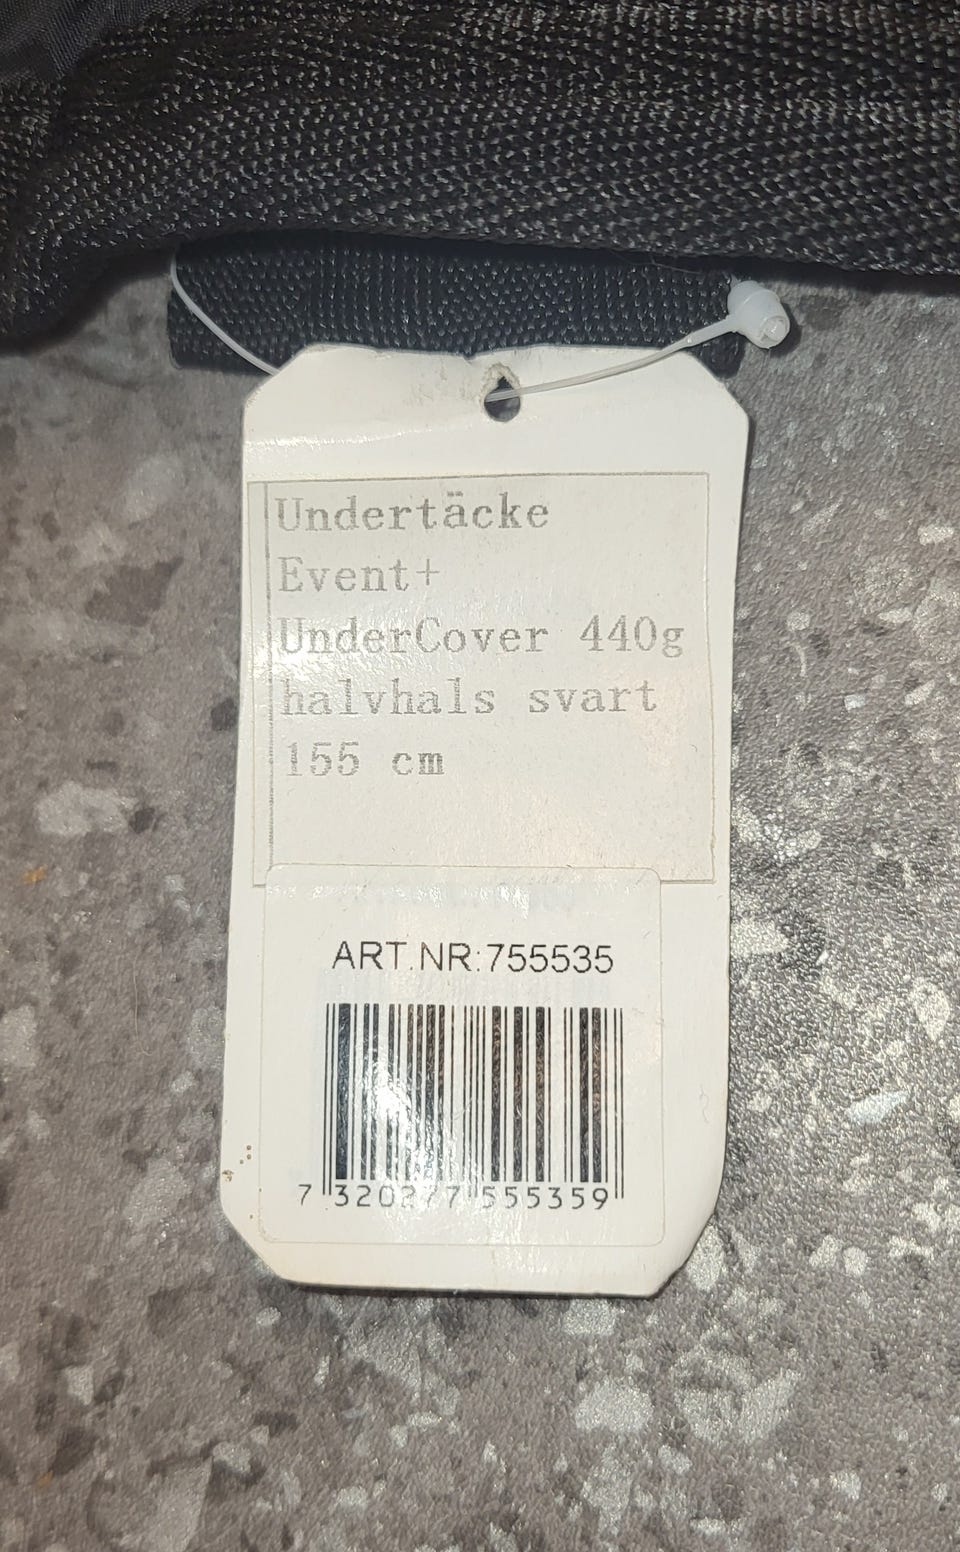 Undertäcke
Event+
UnderCover 440g
halvhals svart
155 cm
ART.NR:755535
7 320277 555359